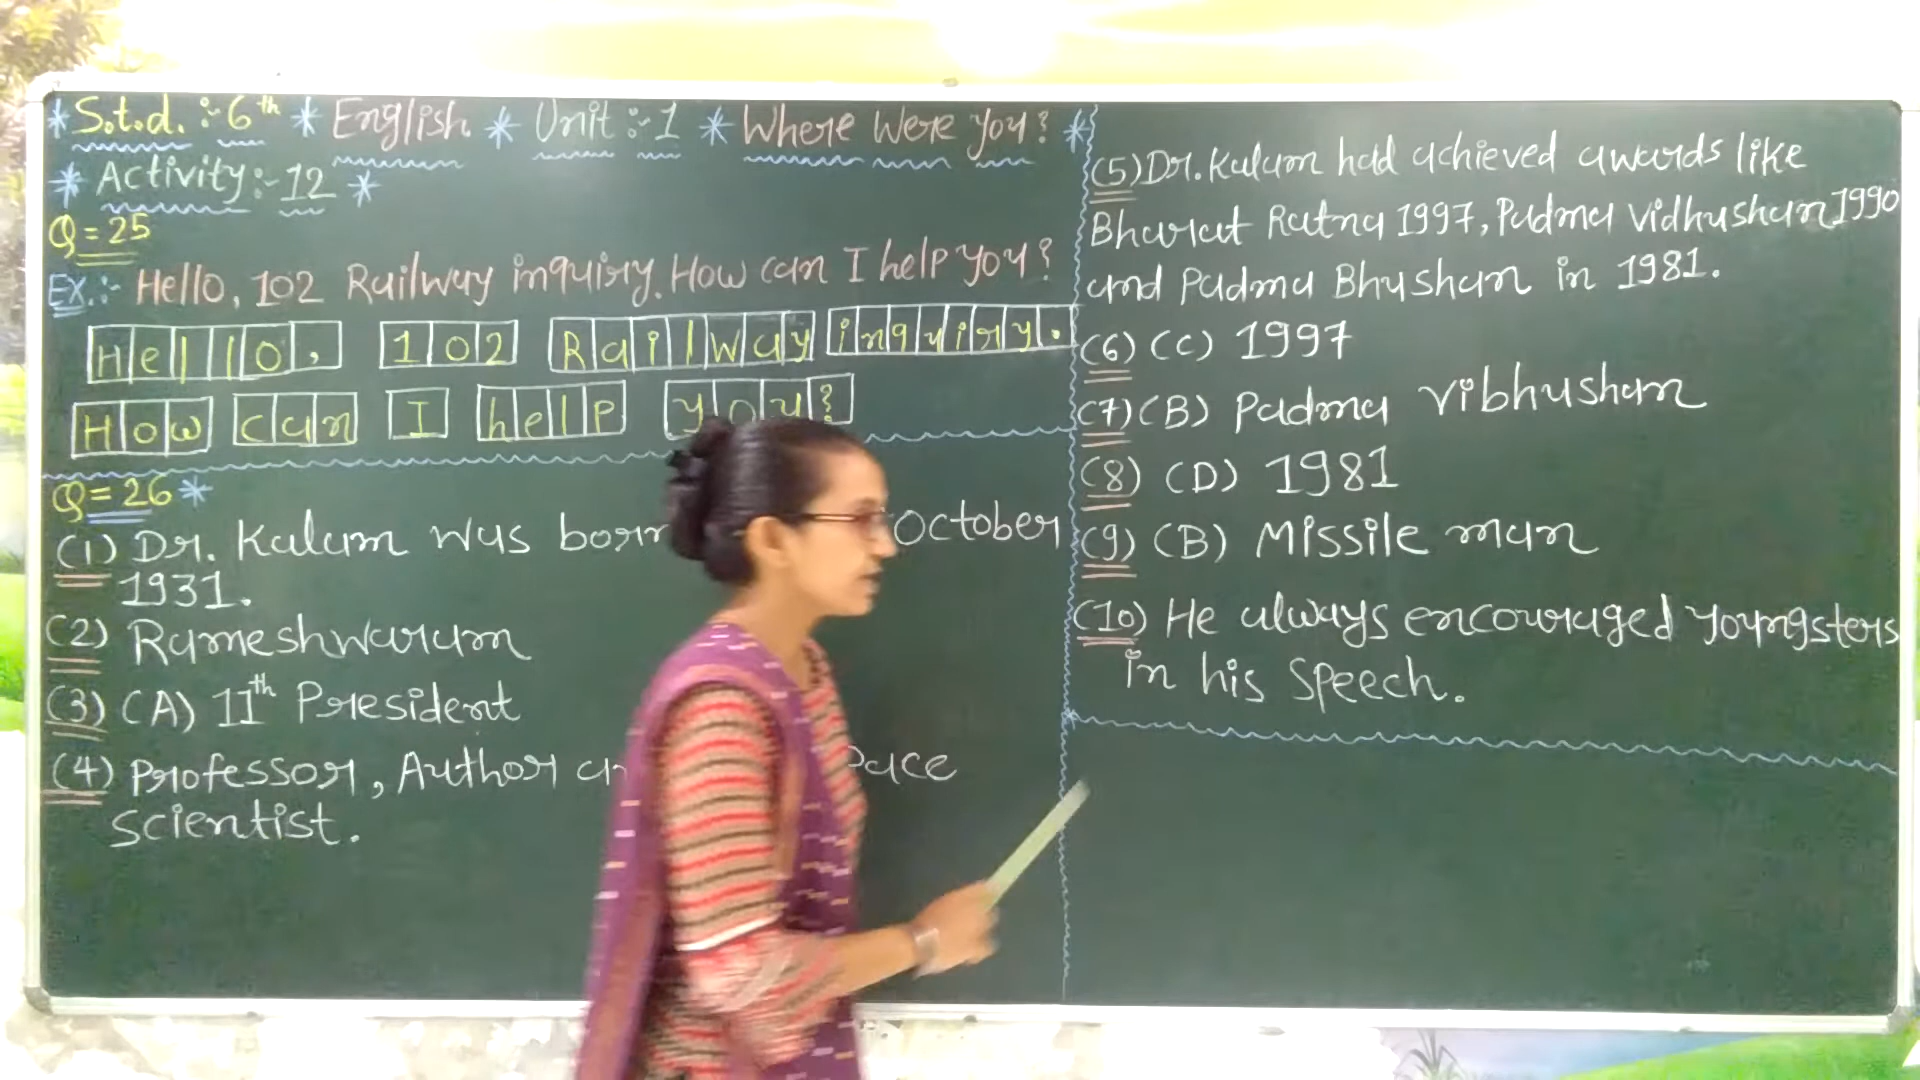 * S.t.d. :- 6th * English * Unit :- 1 * Where Were You? *
* Activity :- 12 *
Q = 25
Ex. :- Hello, 102 Railway inquiry. How can I help you?
Hello, 102 Railway inquiry.
How can I help you?
Q = 26 *
(1) Dr. Kalam was born October
1931.
(2) Rameshwaram
(3) (A) 11th President
(4) Professor, Author
scientist.
(5) Dr. Kalam had achieved awards like
Bharat Ratna 1997, Padma Vidhushan 1990
and Padma Bhushan in 1981.
(6) (C) 1997
(7) (B) Padma Vibhushan
(8) (D) 1981
(9) (B) Missile man
(10) He always encouraged youngsters
in his speech.